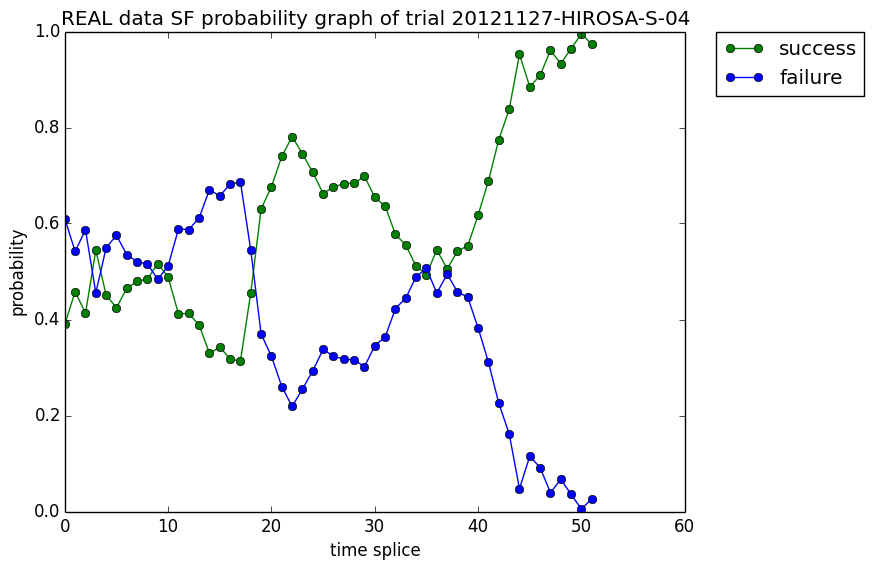 REAL data SF probability graph of trial 20121127-HIROSA-S-04
success
failure
probability
1.0
0.8
0.6
0.4
0.2
0.0
0 10 20 30 40 50 60
time splice